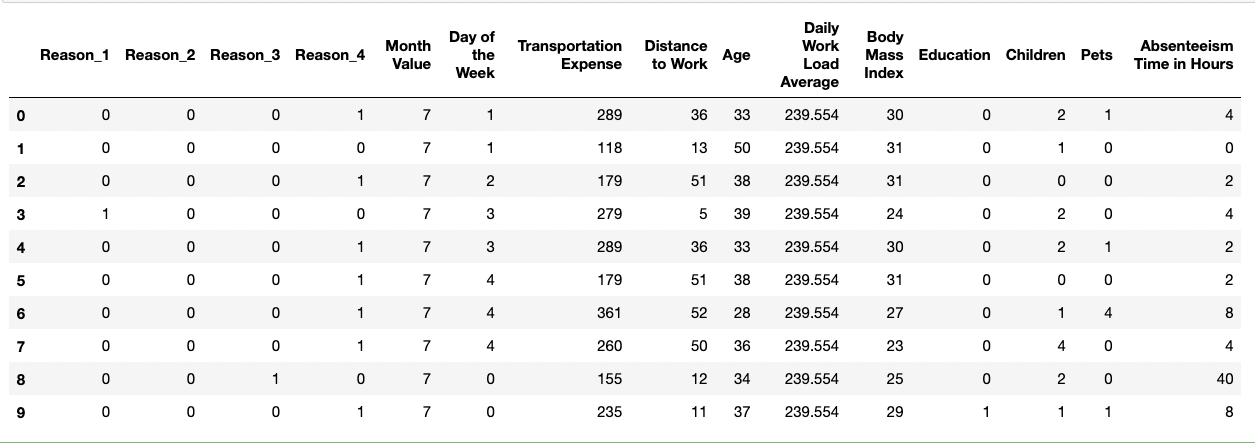 Reason_1 Reason_2 Reason_3 Reason_4 Month Value Day of the Week Transportation Expense Distance to Work Age Daily Work Load Average Body Mass Index Education Children Pets Absenteeism Time in Hours
0 0 0 0 1 7 1 289 36 33 239.554 30 0 2 1 4
1 0 0 0 0 7 1 118 13 50 239.554 31 0 1 0 0
2 0 0 0 1 7 2 179 51 38 239.554 31 0 0 0 2
3 1 0 0 0 7 3 279 5 39 239.554 24 0 2 0 4
4 0 0 0 1 7 3 289 36 33 239.554 30 0 2 1 2
5 0 0 0 1 7 4 179 51 38 239.554 31 0 0 0 2
6 0 0 0 1 7 4 361 52 28 239.554 27 0 1 4 8
7 0 0 0 1 7 4 260 50 36 239.554 23 0 4 0 4
8 0 0 1 0 7 0 155 12 34 239.554 25 0 2 0 40
9 0 0 0 1 7 0 235 11 37 239.554 29 1 1 1 8